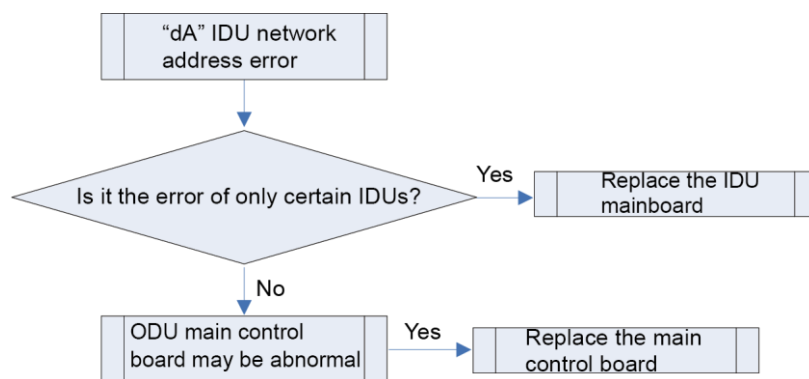 “dA” IDU network
address error
Is it the error of only certain IDUs?
Yes
Replace the IDU
mainboard
No
ODU main control
board may be abnormal
Yes
Replace the main
control board